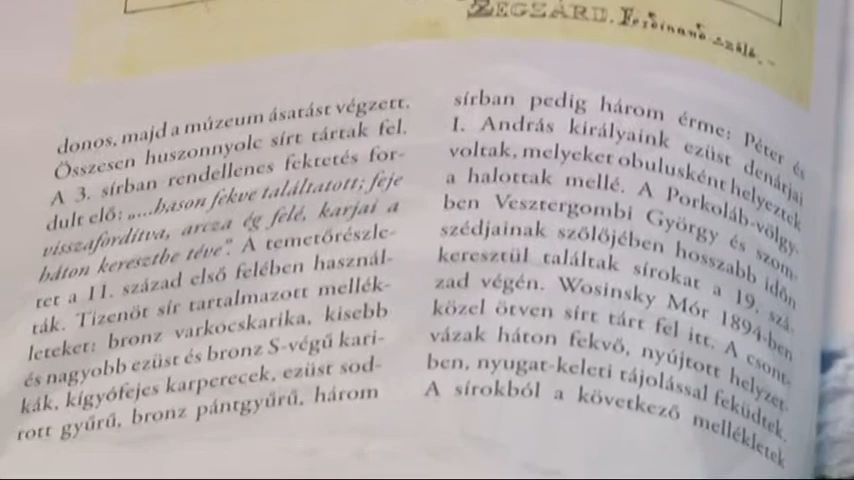 ZEGSZÁRD. Ferdinand szálá.
donos, majd a múzeum ásatást végzett.
Összesen huszonnyolc sírt tártak fel.
A 3. sírban rendellenes fektetés for-
dult elő: „...hason fekve találtatott; feje
visszafordítva, arcza ég felé, karjai a
háton keresztbe téve". A temetőrészle-
tet a 11. század első felében használ-
ták. Tizenöt sír tartalmazott mellék-
leteket: bronz varkocskarika, kisebb
és nagyobb ezüst és bronz S-végű kari-
kák, kígyófejes karperecek, ezüst sod-
rott gyűrű, bronz pántgyűrű, három
sírban pedig három érme: Péter és
I. András királyaink ezüst denárjai
voltak, melyeket obulusként helyeztek
a halottak mellé. A Porkoláb-völgy-
ben Vesztergombi György és szom-
szédjainak szőlőjében hosszabb időn
keresztül találtak sírokat a 19. szá-
zad végén. Wosinsky Mór 1894-ben
közel ötven sírt tárt fel itt. A csont-
vázak háton fekvő, nyújtott helyzet-
ben, nyugat-keleti tájolással feküdtek.
A sírokból a következő mellékletek